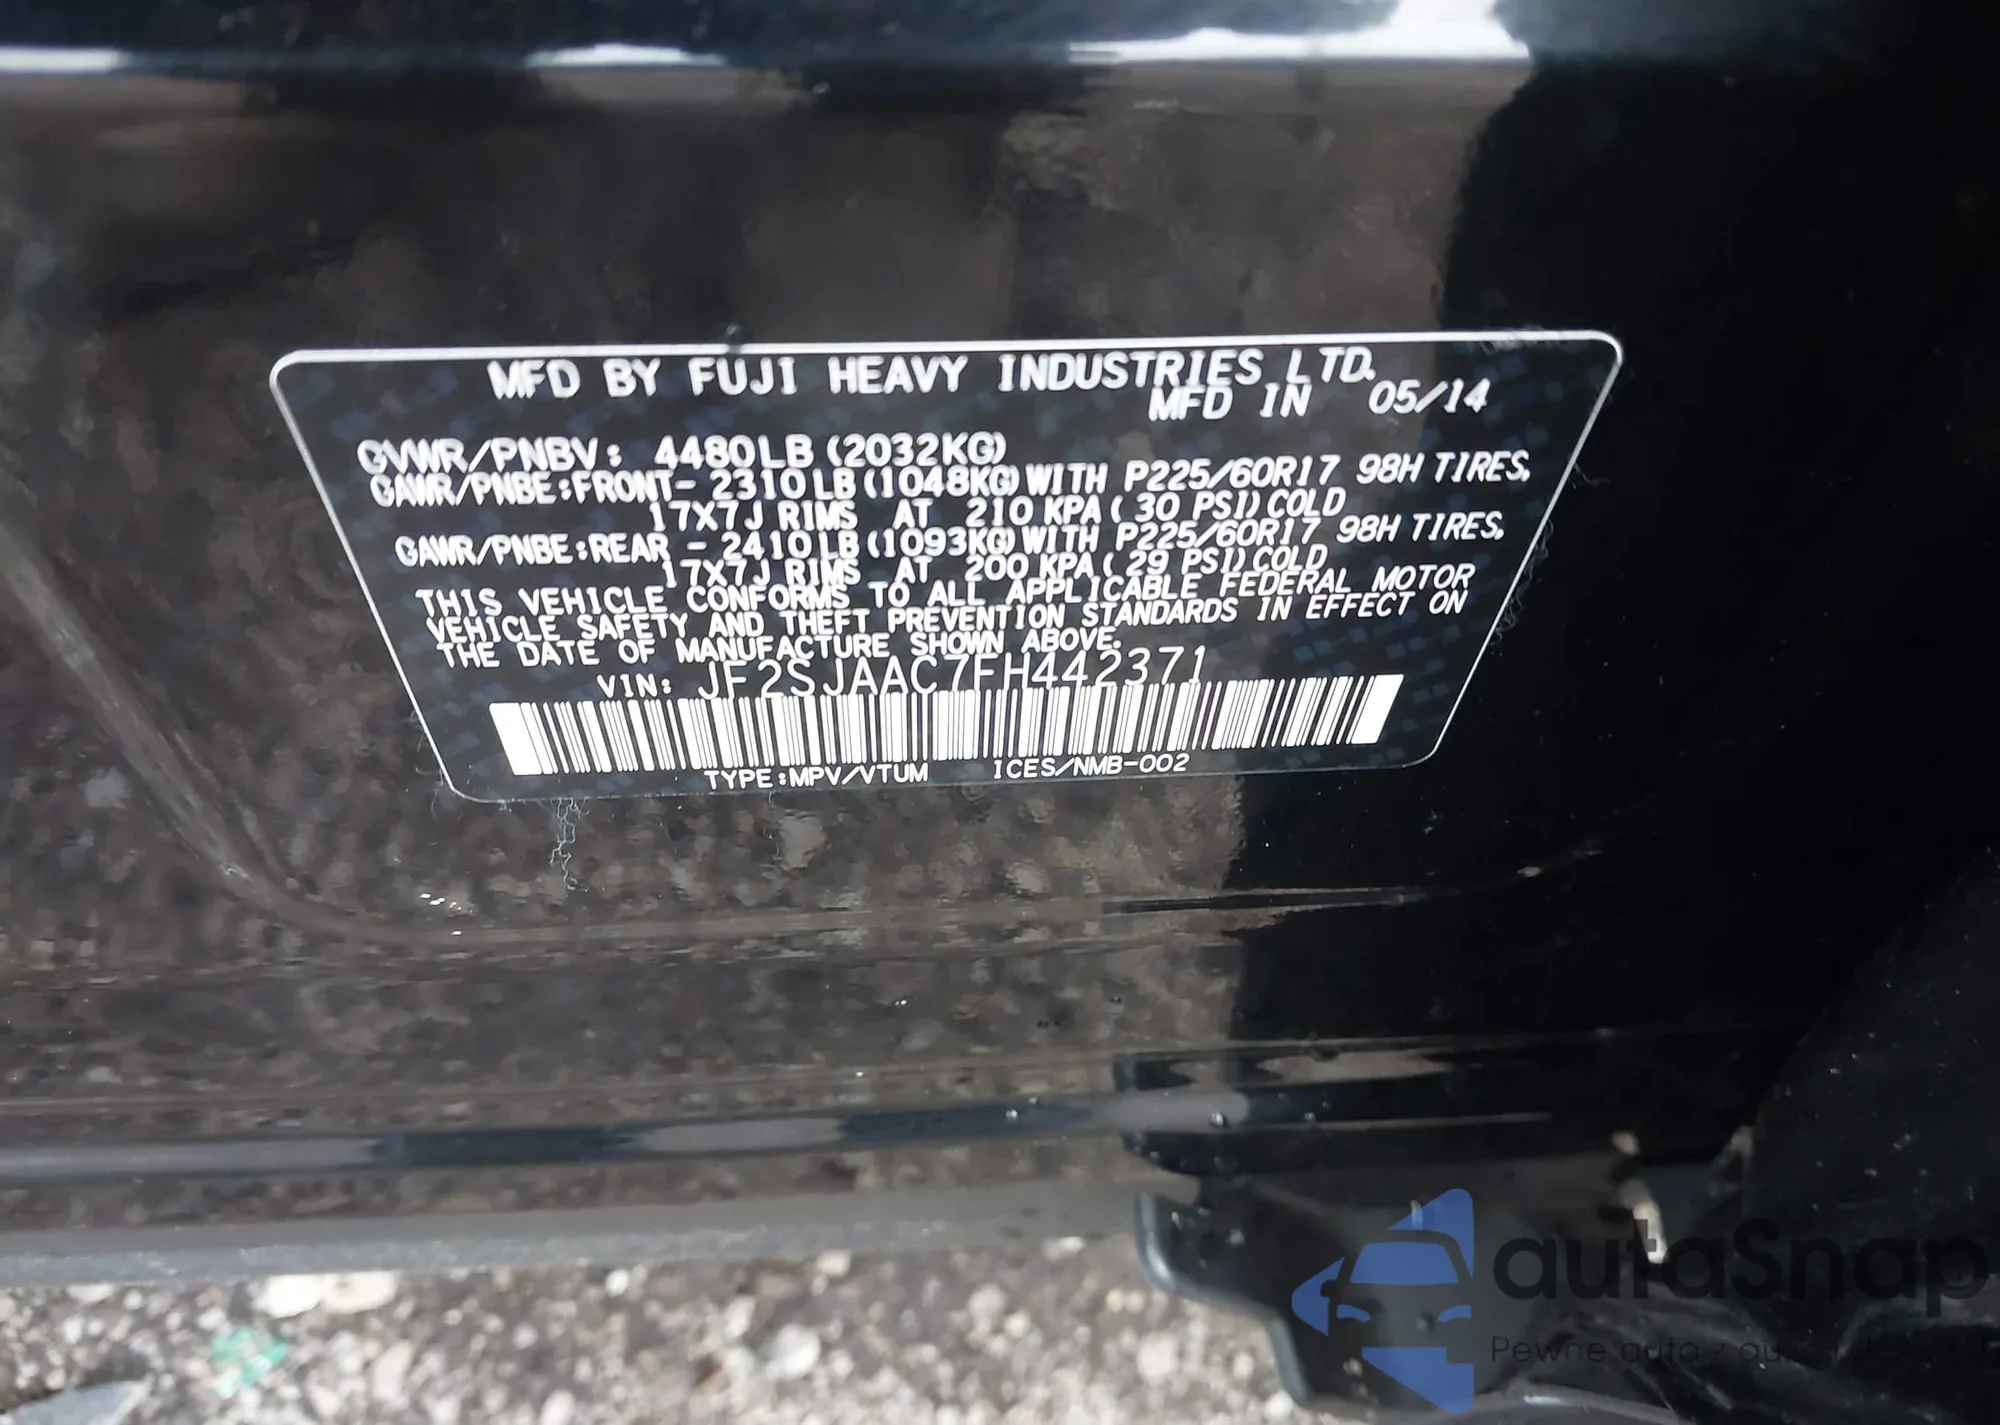 MFD BY FUJI HEAVY INDUSTRIES LTD.
MFD IN 05/14
GVWR/PNBV: 4480LB (2032KG)
GAWR/PNBE:FRONT- 2310LB (1048KG) WITH P225/60R17 98H TIRES,
17X7J RIMS AT 210 KPA (30 PSI) COLD
GAWR/PNBE:REAR - 2410LB (1093KG) WITH P225/60R17 98H TIRES,
17X7J RIMS AT 200 KPA (29 PSI) COLD
THIS VEHICLE CONFORMS TO ALL APPLICABLE FEDERAL MOTOR
VEHICLE SAFETY AND THEFT PREVENTION STANDARDS IN EFFECT ON
THE DATE OF MANUFACTURE SHOWN ABOVE.
VIN: JF2SJAAC7FH442371
TYPE:MPV/VTUM ICES/NMB-002
autaSnap
Pewne auta z